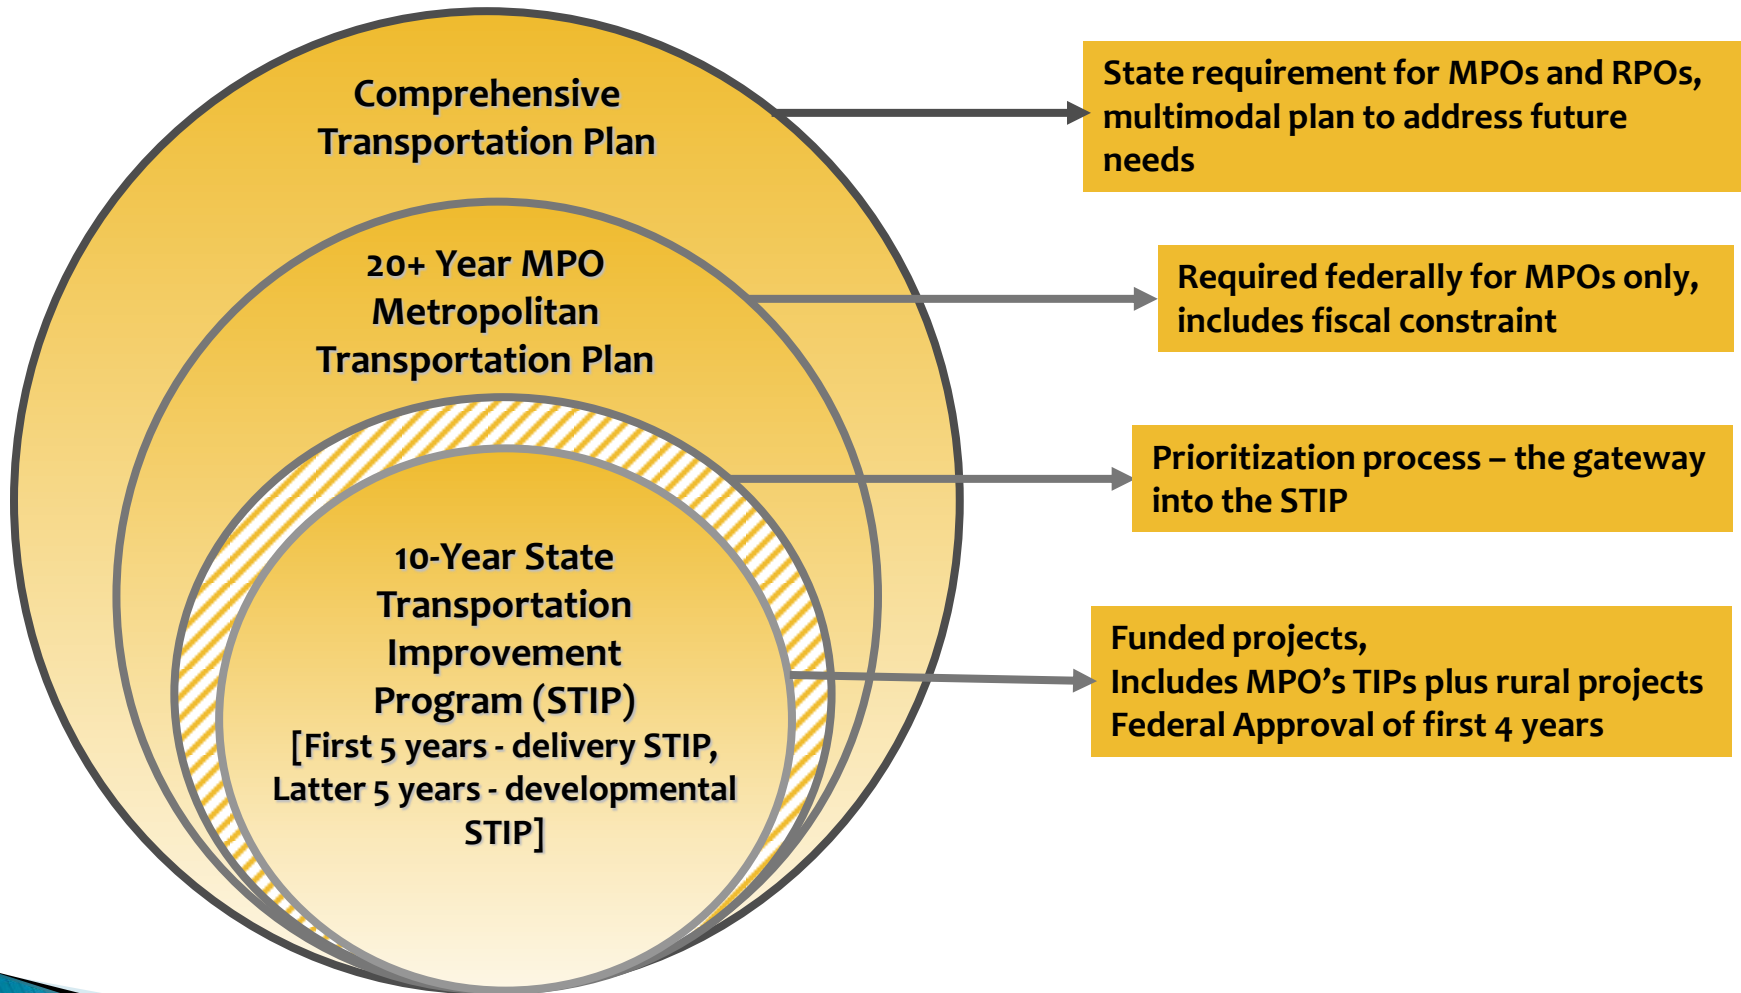 Comprehensive
Transportation Plan
State requirement for MPOs and RPOs,
multimodal plan to address future
needs
20+ Year MPO
Metropolitan
Transportation Plan
Required federally for MPOs only,
includes fiscal constraint
Prioritization process – the gateway
into the STIP
10-Year State
Transportation
Improvement
Program (STIP)
[First 5 years - delivery STIP,
Latter 5 years - developmental
STIP]
Funded projects,
Includes MPO’s TIPs plus rural projects
Federal Approval of first 4 years